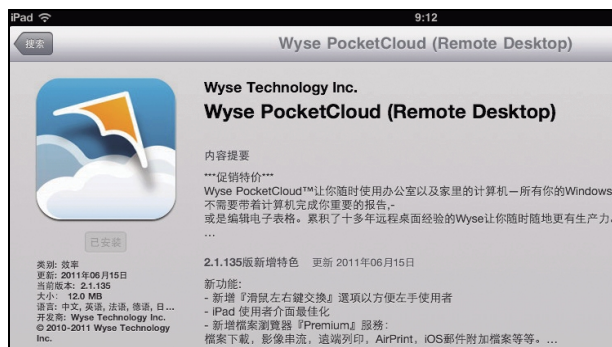 iPad
9:12
搜索
Wyse PocketCloud (Remote Desktop)
Wyse Technology Inc.
Wyse PocketCloud (Remote Desktop)
内容提要
***促销特价***
Wyse PocketCloud™让你随时使用办公室以及家里的计算机—所有你的Windows
不需要带着计算机完成你重要的报告,-
或是编辑电子表格。累积了十多年远程桌面经验的Wyse让你随时随地更有生产力。
...
已安装
类别: 效率
更新: 2011年06月15日
当前版本: 2.1.135
大小: 12.0 MB
语言: 中文, 英语, 法语, 德语, 日...
开发商: Wyse Technology Inc.
© 2010-2011 Wyse Technology
Inc.
2.1.135版新增特色 更新 2011年06月15日
新功能:
- 新增『滑鼠左右鍵交換』選項以方便左手使用者
- iPad 使用者介面最佳化
- 新增檔案瀏覽器『Premium』服務:
檔案下載，影像串流，遠端列印，AirPrint，iOS郵件附加檔案等等。...